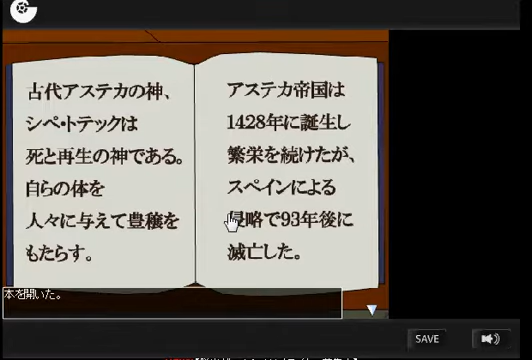 古代アステカの神、
シペ・トテックは
死と再生の神である。
自らの体を
人々に与えて豊穣を
もたらす。
アステカ帝国は
1428年に誕生し
繁栄を続けたが、
スペインによる
侵略で93年後に
滅亡した。
本を開いた。
SAVE